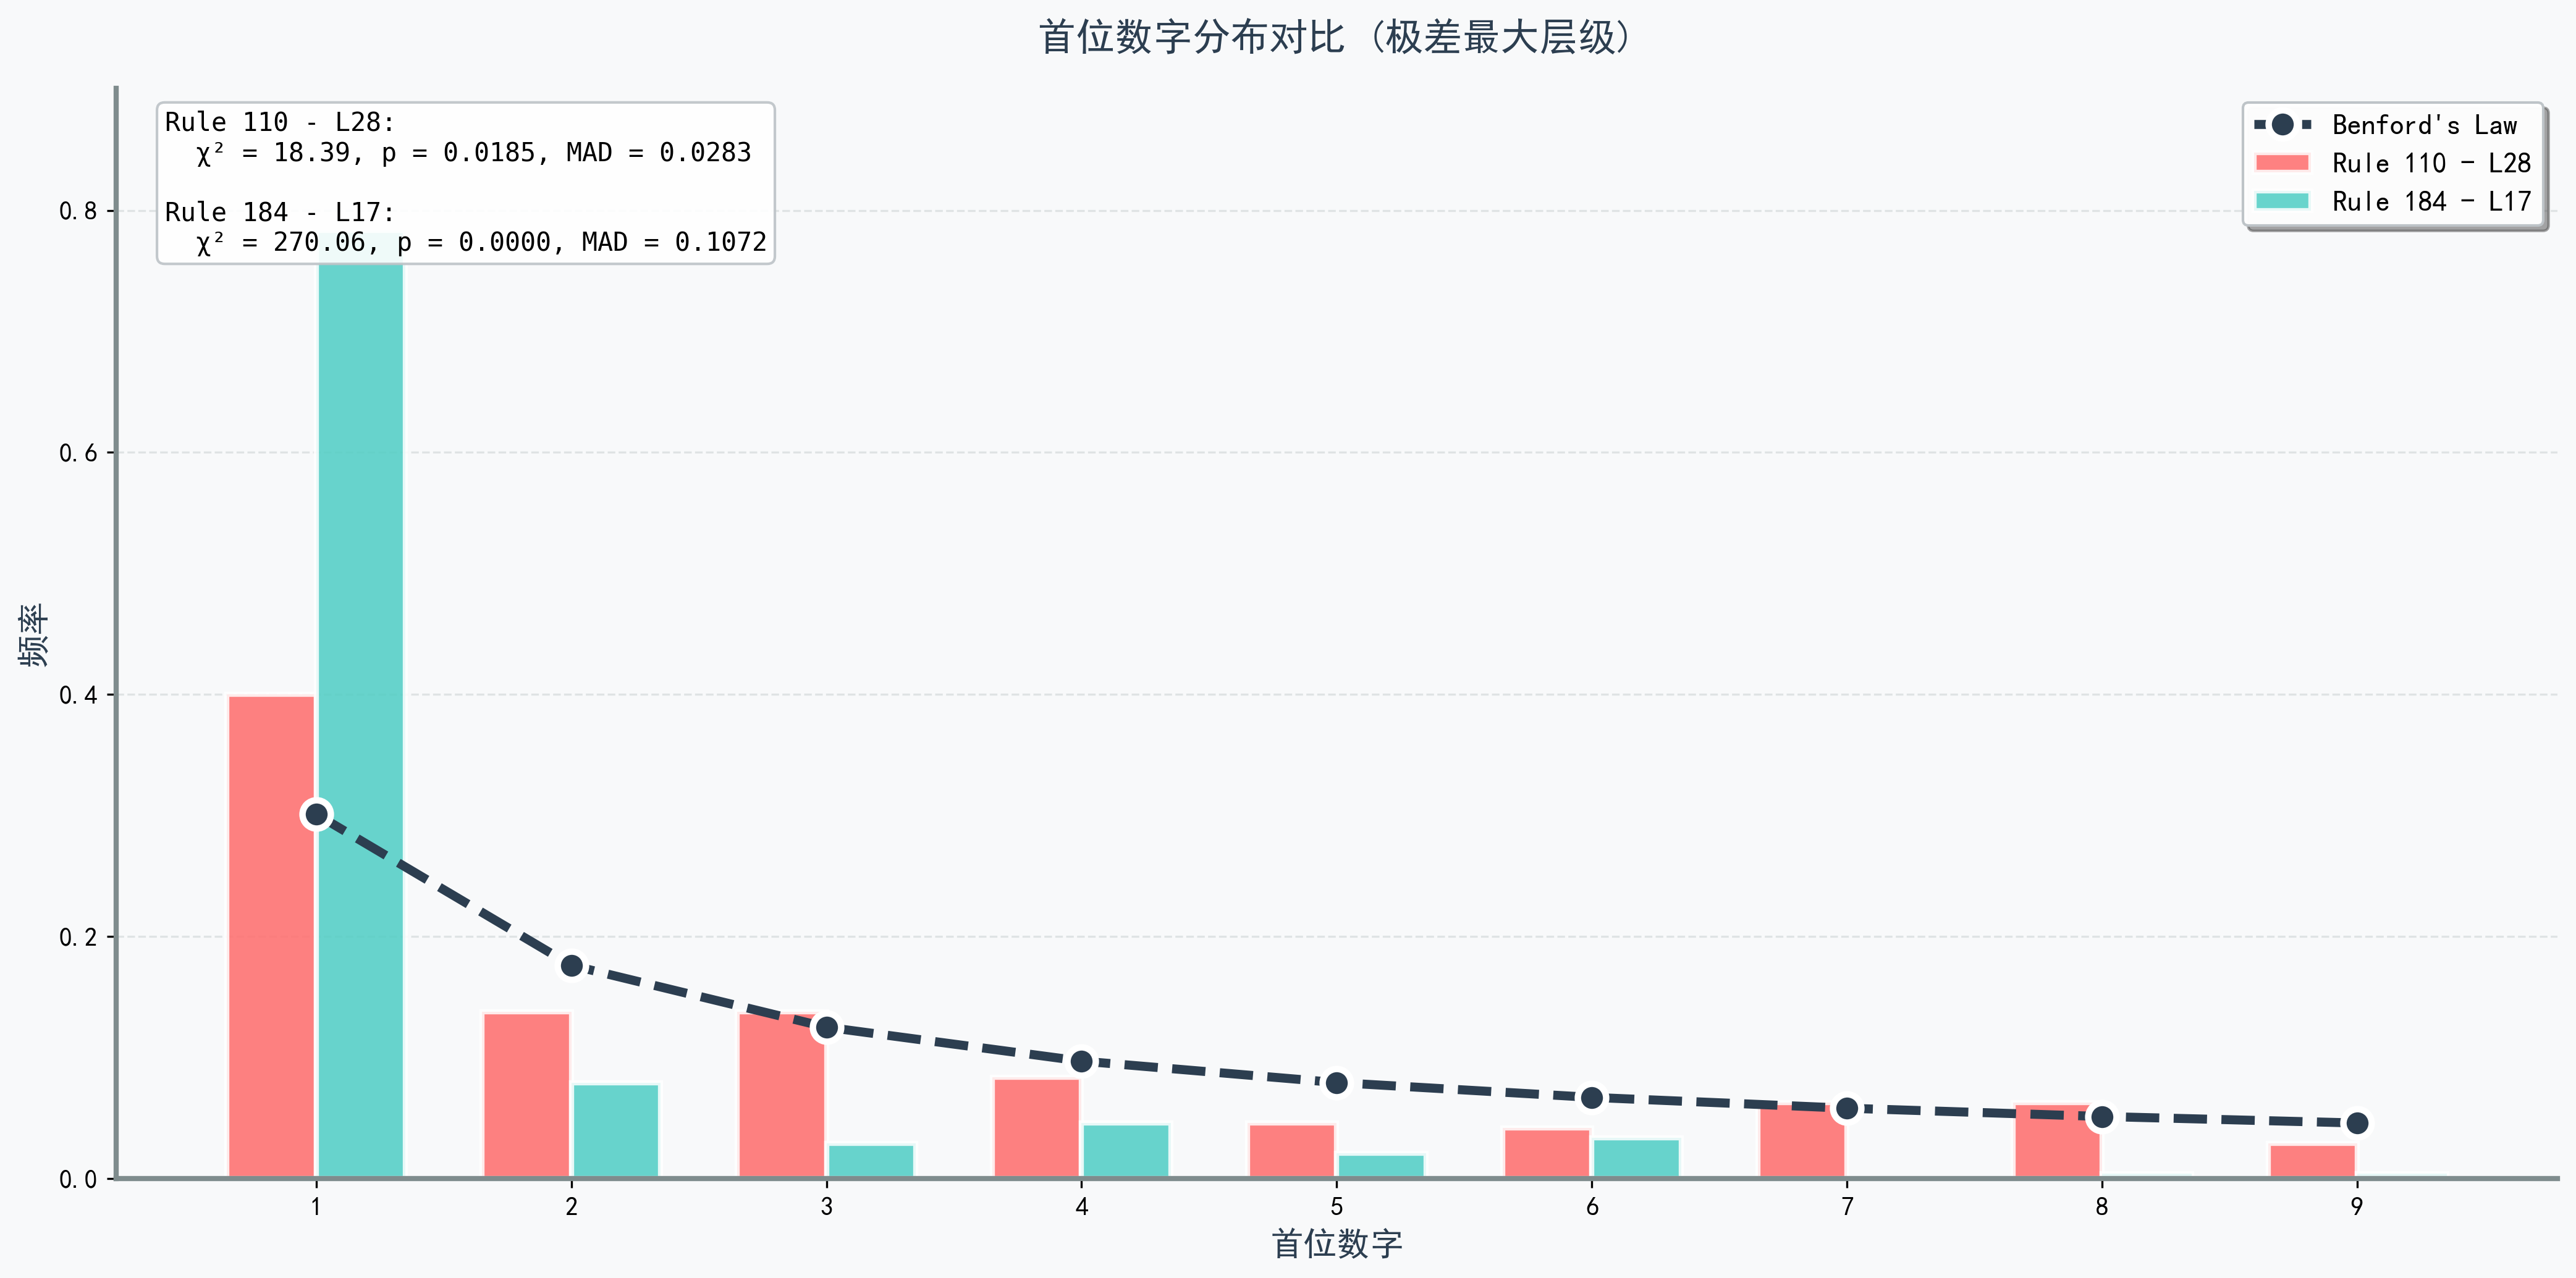 首位数字分布对比 (极差最大层级)
Rule 110 - L28:
χ² = 18.39, p = 0.0185, MAD = 0.0283
Rule 184 - L17:
χ² = 270.06, p = 0.0000, MAD = 0.1072
Benford's Law
Rule 110 - L28
Rule 184 - L17
频率
0.8
0.6
0.4
0.2
0.0
1 2 3 4 5 6 7 8 9
首位数字